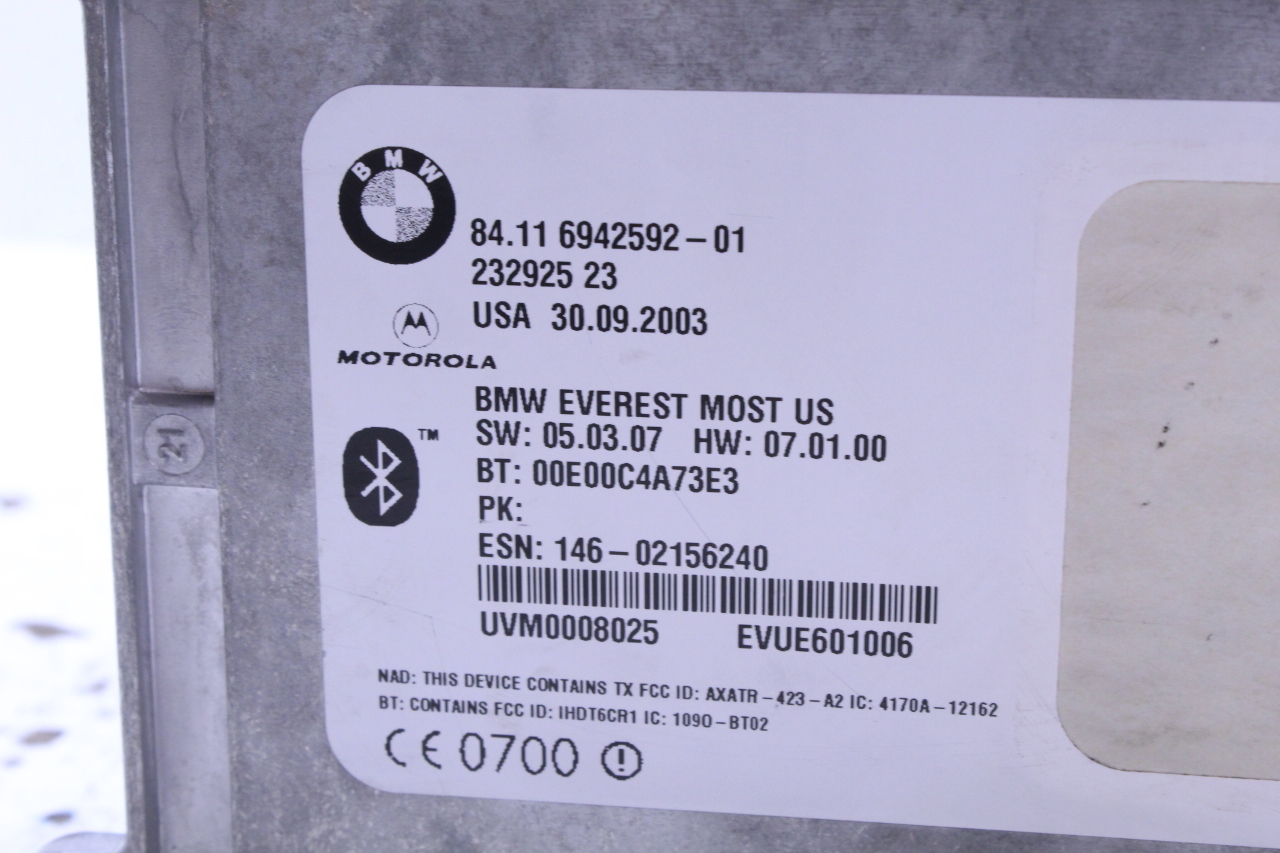 BMW
84.11 6942592-01
232925 23
USA 30.09.2003
MOTOROLA
BMW EVEREST MOST US
TM
SW: 05.03.07 HW: 07.01.00
BT: 00E00C4A73E3
PK:
ESN: 146-02156240
UVM0008025 EVUE601006
NAD: THIS DEVICE CONTAINS TX FCC ID: AXATR-423-A2 IC: 4170A-12162
BT: CONTAINS FCC ID: IHDT6CR1 IC: 109O-BT02
CE 0700
21